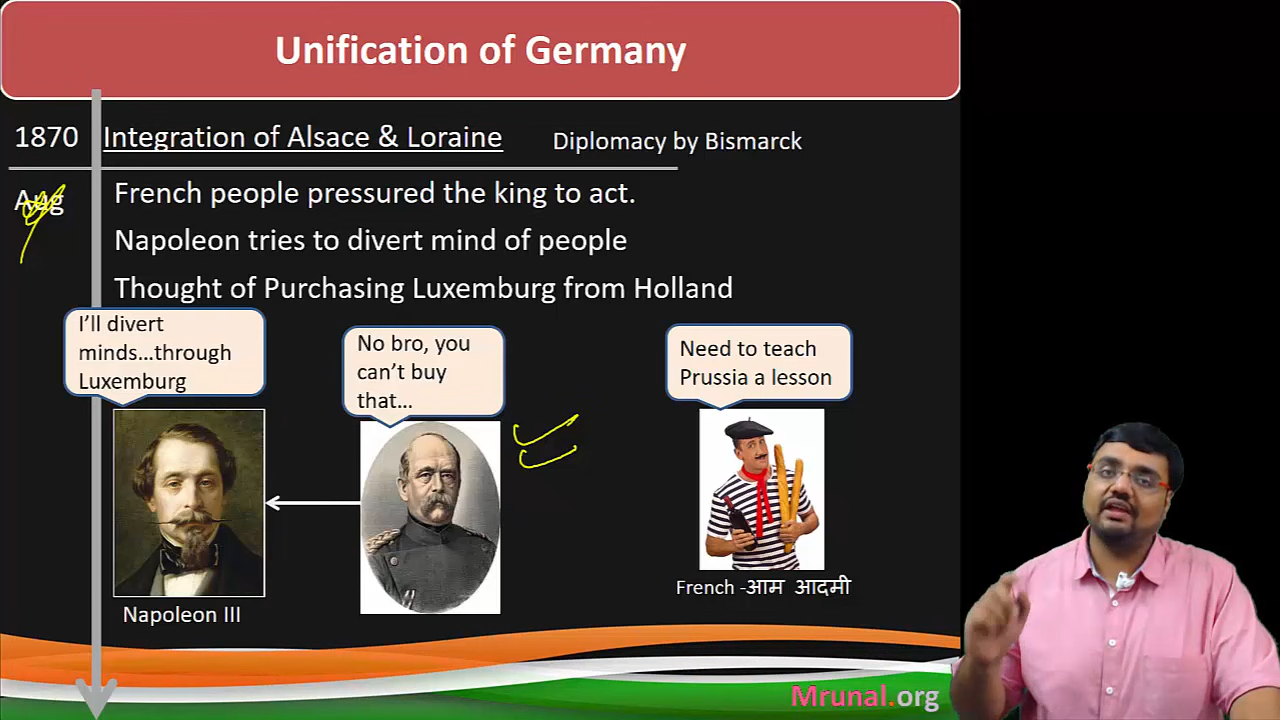 Unification of Germany
1870 Integration of Alsace & Loraine Diplomacy by Bismarck
Aug French people pressured the king to act.
Napoleon tries to divert mind of people
Thought of Purchasing Luxemburg from Holland
I’ll divert
minds...through
Luxemburg
No bro, you
can’t buy
that...
Need to teach
Prussia a lesson
Napoleon III
French -आम आदमी
Mrunal.org